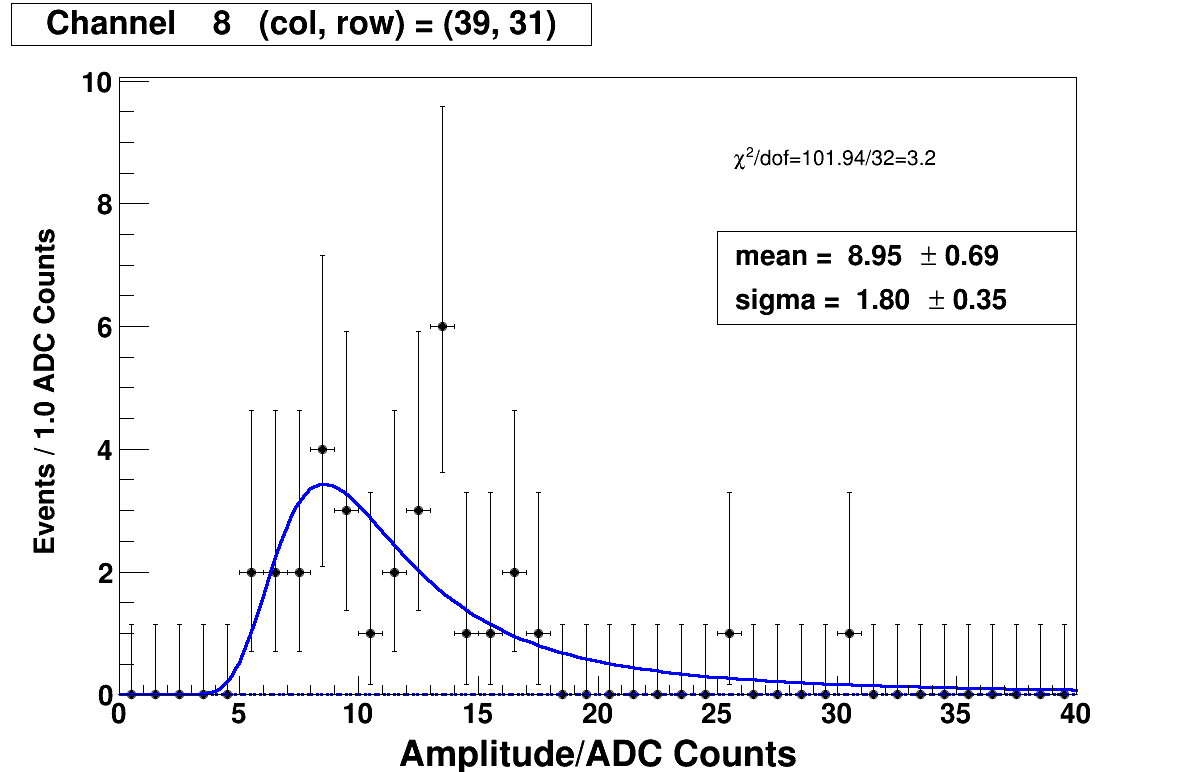 Channel 8 (col, row) = (39, 31)
10
8
6
4
2
0
Events / 1.0 ADC Counts
χ²/dof=101.94/32=3.2
mean = 8.95 ± 0.69
sigma = 1.80 ± 0.35
0 5 10 15 20 25 30 35 40
Amplitude/ADC Counts